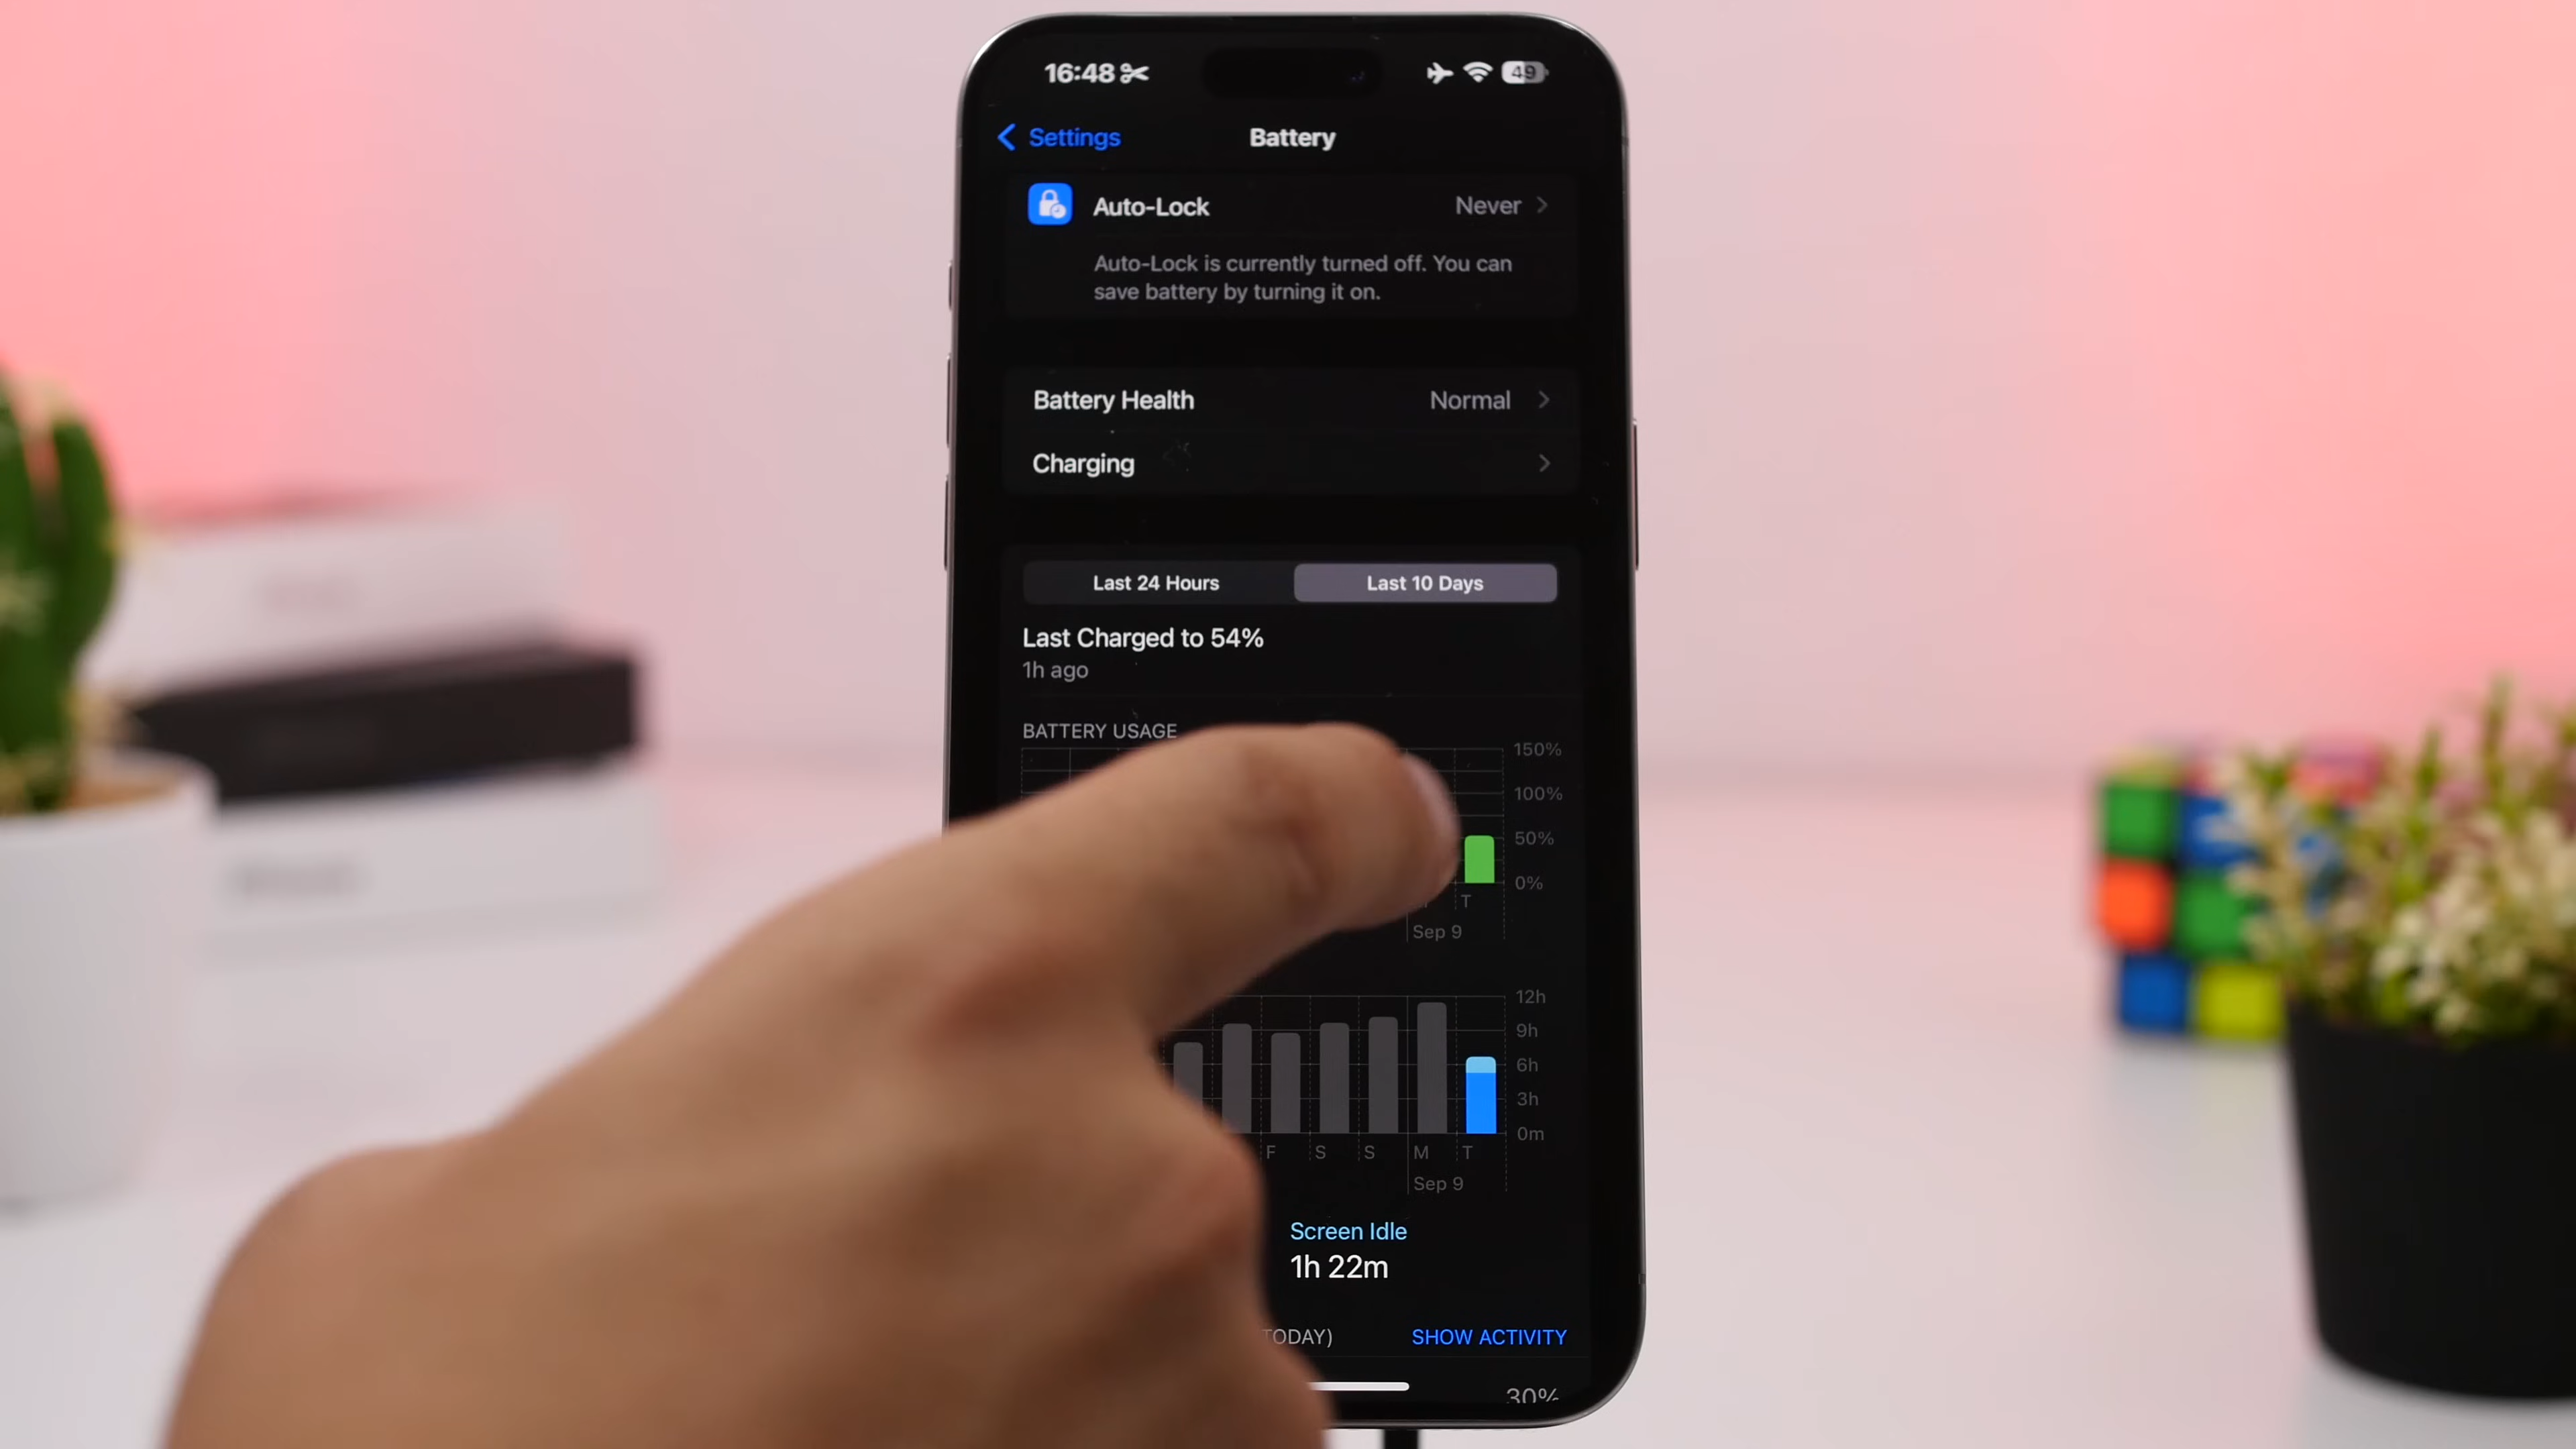 16:48
49
Settings
Battery
Auto-Lock
Never
Auto-Lock is currently turned off. You can
save battery by turning it on.
Battery Health
Normal
Charging
Last 24 Hours
Last 10 Days
Last Charged to 54%
1h ago
BATTERY USAGE
150%
100%
50%
0%
T
Sep 9
12h
9h
6h
3h
0m
F S S M T
Sep 9
Screen Idle
1h 22m
TODAY)
SHOW ACTIVITY
30%